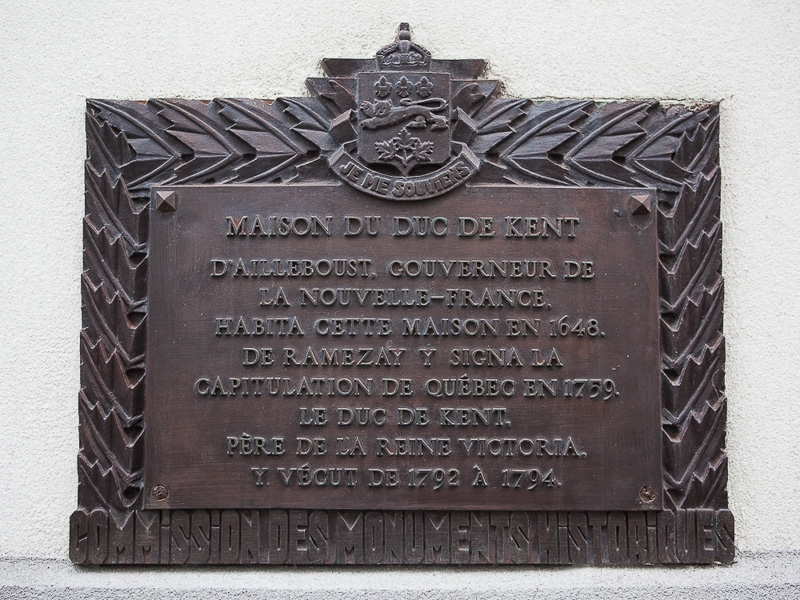 JE ME SOUVIENS
MAISON DU DUC DE KENT
D'AILLEBOUST, GOUVERNEUR DE
LA NOUVELLE-FRANCE,
HABITA CETTE MAISON EN 1648.
DE RAMEZAY Y SIGNA LA
CAPITULATION DE QUÉBEC EN 1759.
LE DUC DE KENT,
PÈRE DE LA REINE VICTORIA,
Y VÉCUT DE 1792 À 1794.
COMMISSION DES MONUMENTS HISTORIQUES